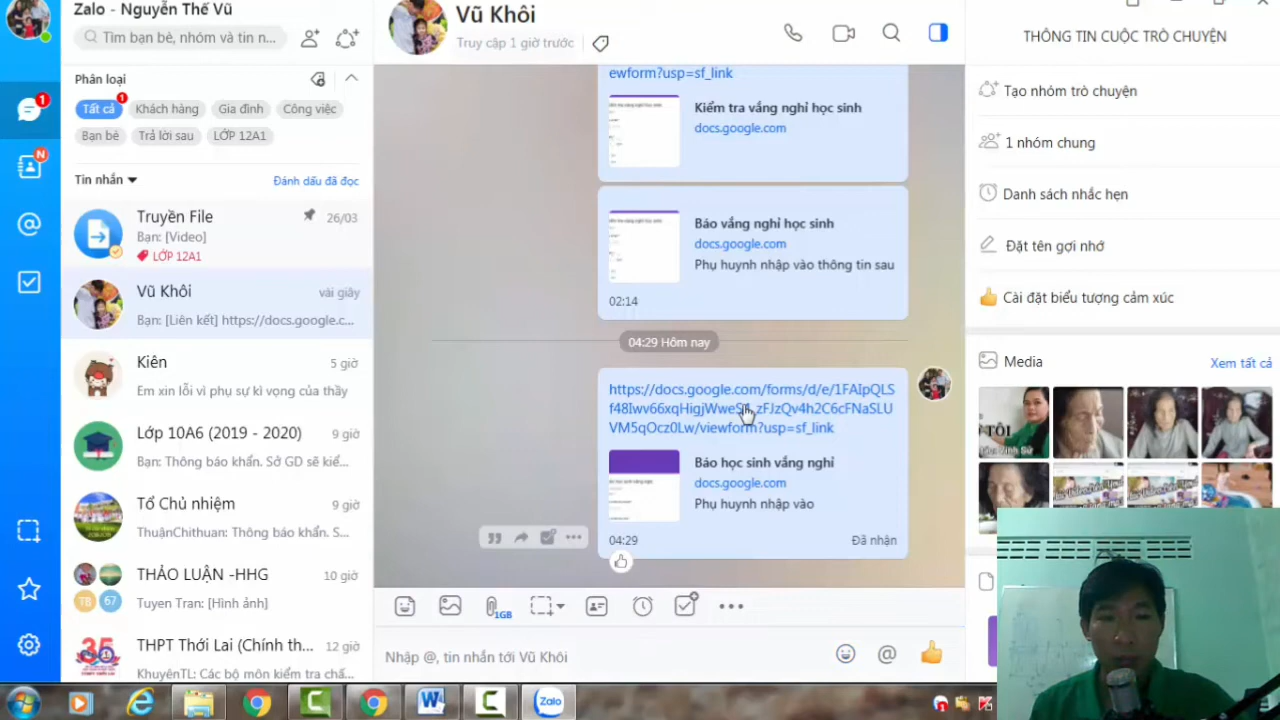 Zalo - Nguyễn Thế Vũ
Tìm bạn bè, nhóm và tin n...
Phân loại
Tất cả
1
Khách hàng
Gia đình
Công việc
Bạn bè
Trả lời sau
LỚP 12A1
Tin nhắn
Đánh dấu đã đọc
1
N
Truyền File
26/03
Bạn: [Video]
LỚP 12A1
Vũ Khôi
vài giây
Bạn: [Liên kết] https://docs.google.c...
Kiên
5 giờ
Em xin lỗi vì phụ sự kì vọng của thầy
Lớp 10A6 (2019 - 2020)
9 giờ
Bạn: Thông báo khẩn. Sở GD sẽ kiể...
Tổ Chủ nhiệm
9 giờ
ThuậnChithuan: Thông báo khẩn. S...
THẢO LUẬN -HHG
10 giờ
Tuyen Tran: [Hình ảnh]
TB
67
THPT Thới Lai (Chính th...
12 giờ
KhuyênTL: Các bộ môn kiểm tra chấ...
35
Vũ Khôi
Truy cập 1 giờ trước
ewform?usp=sf_link
Kiểm tra vắng nghỉ học sinh
docs.google.com
Báo vắng nghỉ học sinh
docs.google.com
Phụ huynh nhập vào thông tin sau
02:14
04:29 Hôm nay
https://docs.google.com/forms/d/e/1FAIpQLS
VM5qOcz0Lw/viewform?usp=sf_link
Báo học sinh vắng nghỉ
docs.google.com
Phụ huynh nhập vào
04:29
Đã nhận
1GB
Nhập @, tin nhắn tới Vũ Khôi
THÔNG TIN CUỘC TRÒ CHUYỆN
Tạo nhóm trò chuyện
1 nhóm chung
Danh sách nhắc hẹn
Đặt tên gợi nhớ
Cài đặt biểu tượng cảm xúc
Media
Xem tất cả
Zalo